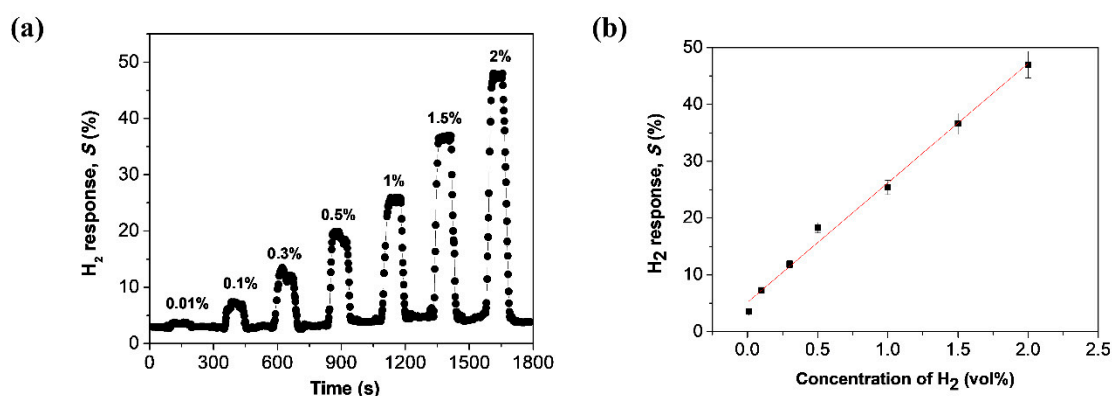 (a)
H₂ response, S (%)
50
40
30
20
10
0
0.01%
0.1%
0.3%
0.5%
1%
1.5%
2%
0 300 600 900 1200 1500 1800
Time (s)
(b)
H₂ response, S (%)
50
40
30
20
10
0
0.0 0.5 1.0 1.5 2.0 2.5
Concentration of H₂ (vol%)